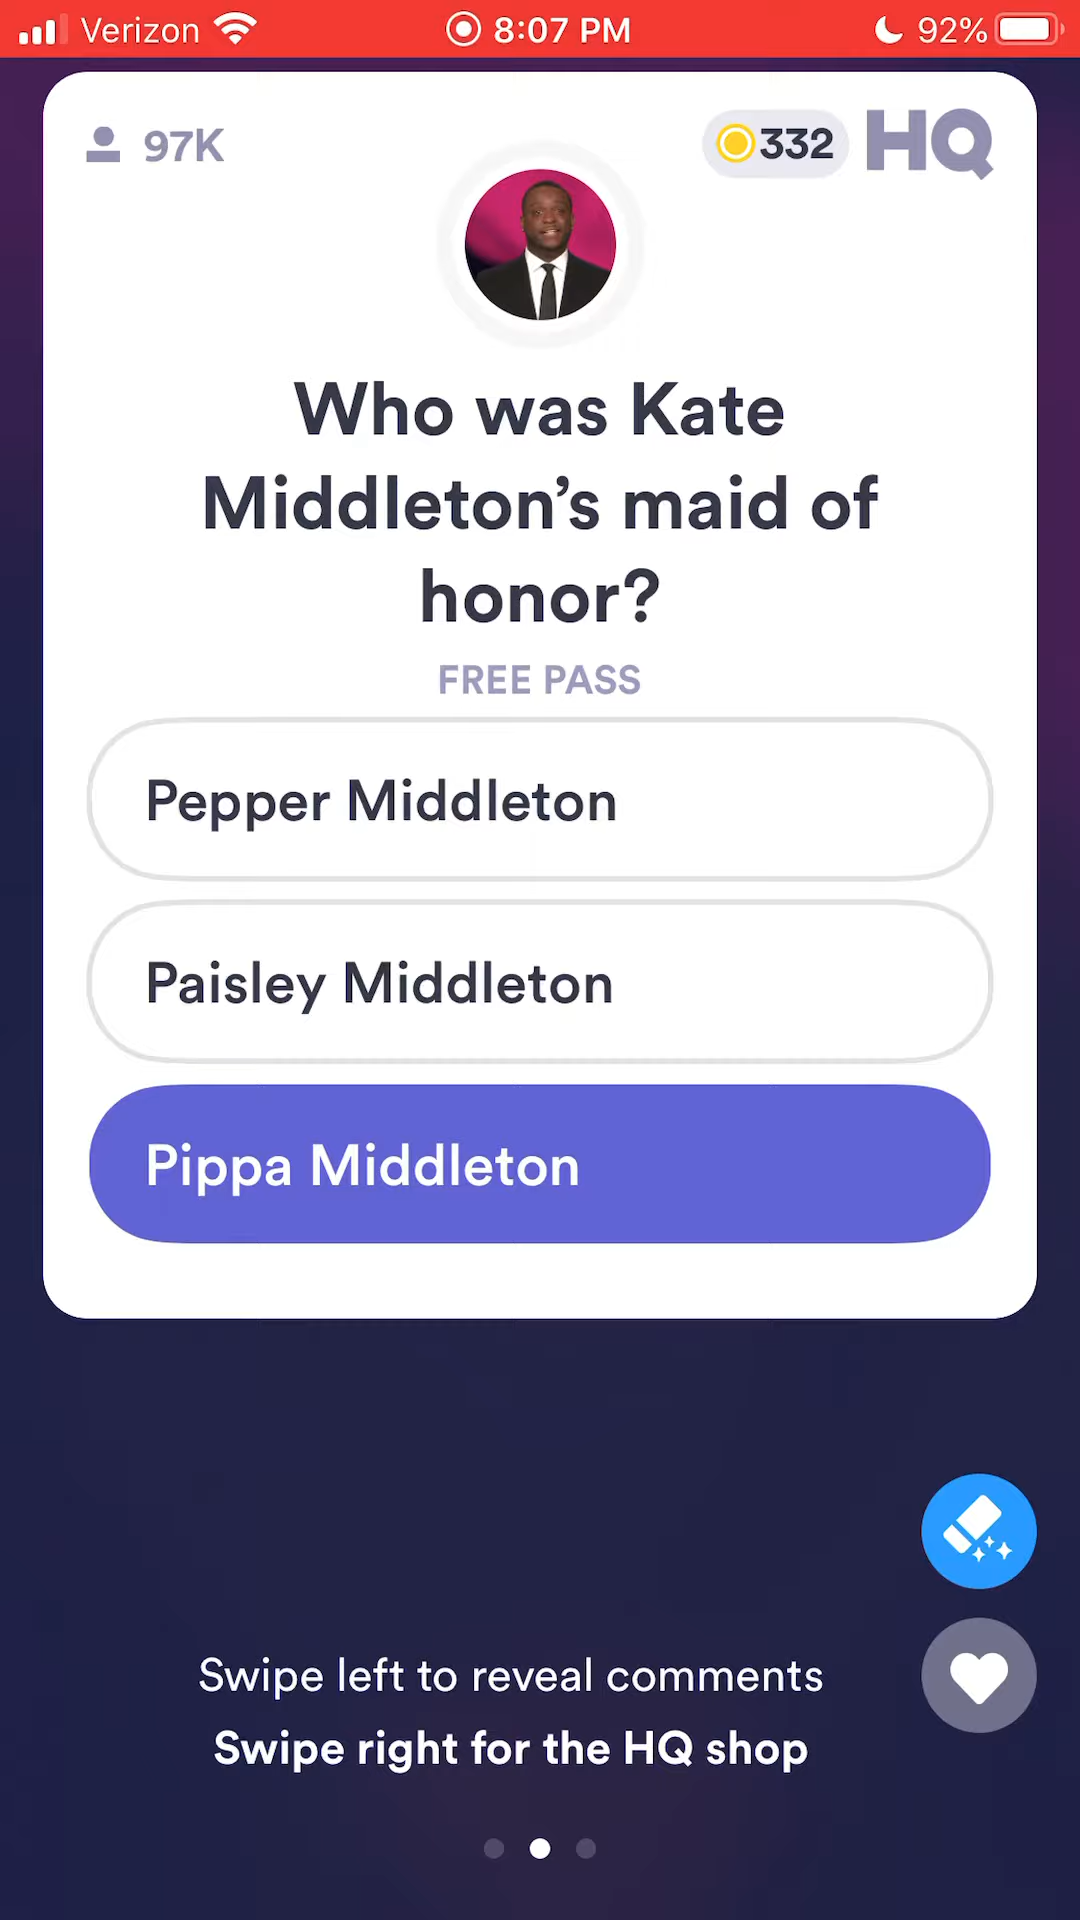 Verizon 8:07 PM 92%
97K 332 HQ
Who was Kate
Middleton’s maid of
honor?
FREE PASS
Pepper Middleton
Paisley Middleton
Pippa Middleton
Swipe left to reveal comments
Swipe right for the HQ shop